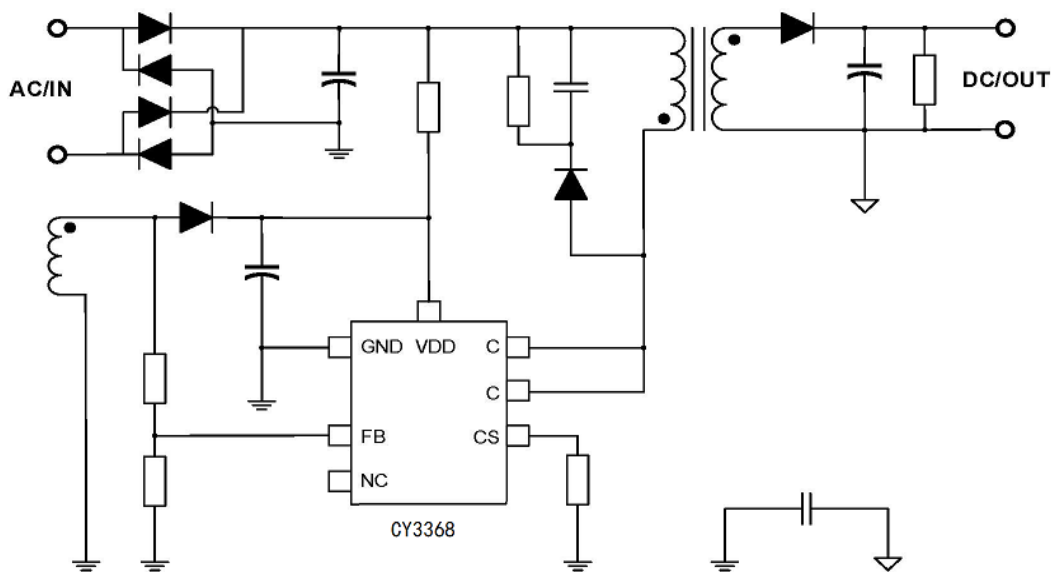 AC/IN
DC/OUT
GND VDD C
C
FB CS
NC
CY3368